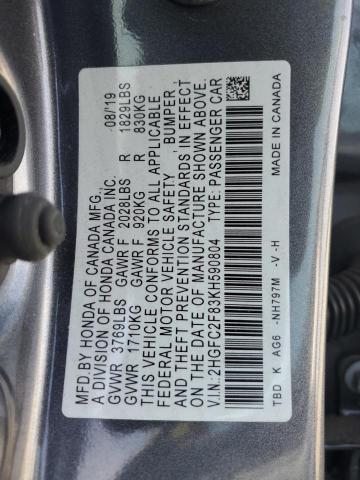 MFD.BY HONDA OF CANADA MFG.,
A DIVISION OF HONDA CANADA INC. 08/19
GVWR 3769LBS GAWR F 2028LBS R 1829LBS
GVWR 1710KG GAWR F 920KG R 830KG
THIS VEHICLE CONFORMS TO ALL APPLICABLE
FEDERAL MOTOR VEHICLE SAFETY, BUMPER,
AND THEFT PREVENTION STANDARDS IN EFFECT
ON THE DATE OF MANUFACTURE SHOWN ABOVE.
V.I.N.: 2HGFC2F83KH590804 TYPE: PASSENGER CAR
TBD K AG6 -NH797M -V -H MADE IN CANADA